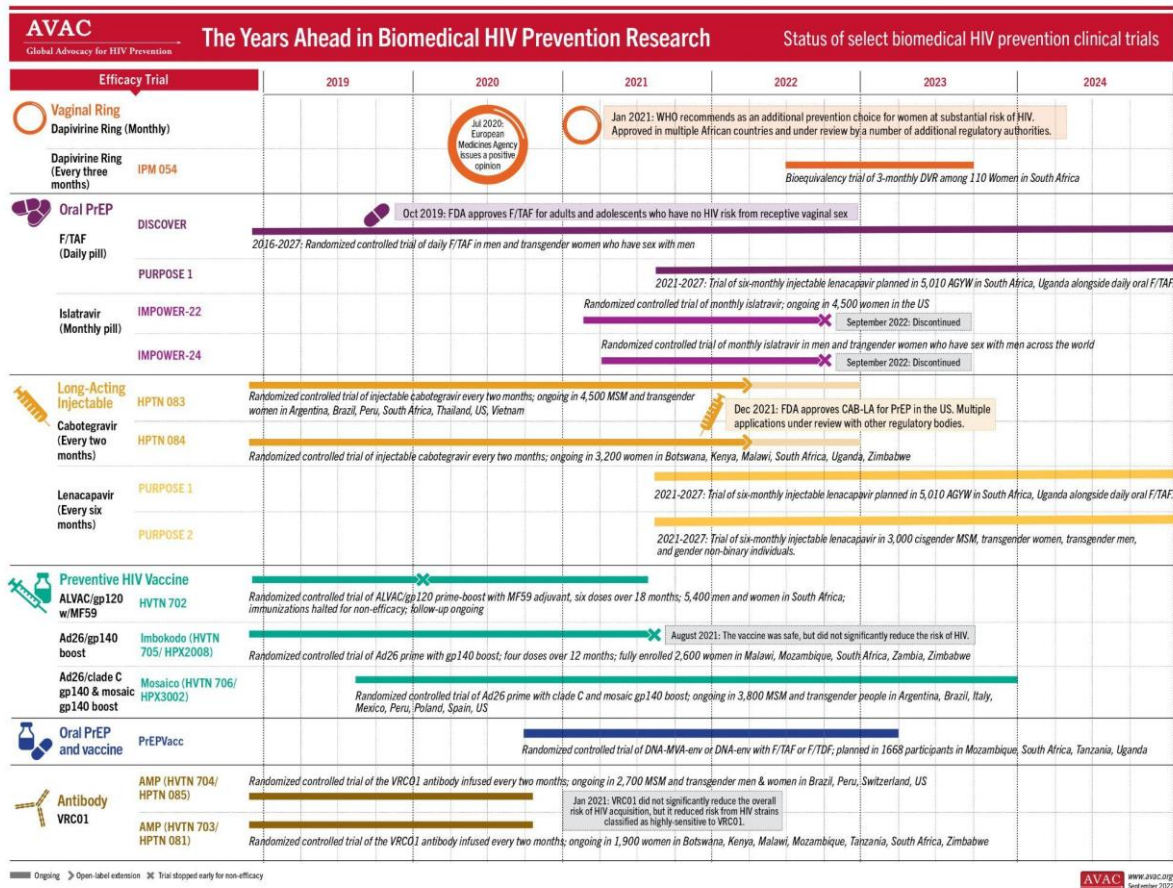 AVAC
Global Advocacy for HIV Prevention
The Years Ahead in Biomedical HIV Prevention Research
Status of select biomedical HIV prevention clinical trials
Efficacy Trial
2019
2020
2021
2022
2023
2024
Vaginal Ring
Dapivirine Ring (Monthly)
Jul 2020:
European
Medicines Agency
issues a positive
opinion
Jan 2021: WHO recommends as an additional prevention choice for women at substantial risk of HIV.
Approved in multiple African countries and under review by a number of additional regulatory authorities.
Dapivirine Ring
(Every three
months)
IPM 054
Bioequivalency trial of 3-monthly DVR among 110 Women in South Africa
Oral PrEP
F/TAF
(Daily pill)
DISCOVER
Oct 2019: FDA approves F/TAF for adults and adolescents who have no HIV risk from receptive vaginal sex
2016-2027: Randomized controlled trial of daily F/TAF in men and transgender women who have sex with men
PURPOSE 1
2021-2027: Trial of six-monthly injectable lenacapavir planned in 5,010 AGYW in South Africa, Uganda alongside daily oral F/TAF.
Islatravir
(Monthly pill)
IMPOWER-22
Randomized controlled trial of monthly islatravir; ongoing in 4,500 women in the US
September 2022: Discontinued
IMPOWER-24
Randomized controlled trial of monthly islatravir in men and trangender women who have sex with men across the world
September 2022: Discontinued
Long-Acting
Injectable
Cabotegravir
(Every two
months)
HPTN 083
Randomized controlled trial of injectable cabotegravir every two months; ongoing in 4,500 MSM and transgender
women in Argentina, Brazil, Peru, South Africa, Thailand, US, Vietnam
Dec 2021: FDA approves CAB-LA for PrEP in the US. Multiple
applications under review with other regulatory bodies.
HPTN 084
Randomized controlled trial of injectable cabotegravir every two months; ongoing in 3,200 women in Botswana, Kenya, Malawi, South Africa, Uganda, Zimbabwe
Lenacapavir
(Every six
months)
PURPOSE 1
2021-2027: Trial of six-monthly injectable lenacapavir planned in 5,010 AGYW in South Africa, Uganda alongside daily oral F/TAF.
PURPOSE 2
2021-2027: Trial of six-monthly injectable lenacapavir in 3,000 cisgender MSM, transgender women, transgender men,
and gender non-binary individuals.
Preventive HIV Vaccine
ALVAC/gp120
w/MF59
HVTN 702
Randomized controlled trial of ALVAC/gp120 prime-boost with MF59 adjuvant, six doses over 18 months; 5,400 men and women in South Africa;
immunizations halted for non-efficacy; follow-up ongoing
Ad26/gp140
boost
Imbokodo (HVTN
705/ HPX2008)
August 2021: The vaccine was safe, but did not significantly reduce the risk of HIV.
Randomized controlled trial of Ad26 prime with gp140 boost; four doses over 12 months; fully enrolled 2,600 women in Malawi, Mozambique, South Africa, Zambia, Zimbabwe
Ad26/clade C
gp140 & mosaic
gp140 boost
Mosaico (HVTN 706/
HPX3002)
Randomized controlled trial of Ad26 prime with clade C and mosaic gp140 boost; ongoing in 3,800 MSM and transgender people in Argentina, Brazil, Italy,
Mexico, Peru, Poland, Spain, US
Oral PrEP
and vaccine
PrEPVacc
Randomized controlled trial of DNA-MVA-env or DNA-env with F/TAF or F/TDF; planned in 1668 participants in Mozambique, South Africa, Tanzania, Uganda
Antibody
VRC01
AMP (HVTN 704/
HPTN 085)
Randomized controlled trial of the VRC01 antibody infused every two months; ongoing in 2,700 MSM and transgender men & women in Brazil, Peru, Switzerland, US
Jan 2021: VRC01 did not significantly reduce the overall
risk of HIV acquisition, but it reduced risk from HIV strains
classified as highly-sensitive to VRC01.
AMP (HVTN 703/
HPTN 081)
Randomized controlled trial of the VRC01 antibody infused every two months; ongoing in 1,900 women in Botswana, Kenya, Malawi, Mozambique, Tanzania, South Africa, Zimbabwe
Ongoing
Open-label extension
Trial stopped early for non-efficacy
AVAC
www.avac.org
September 2022